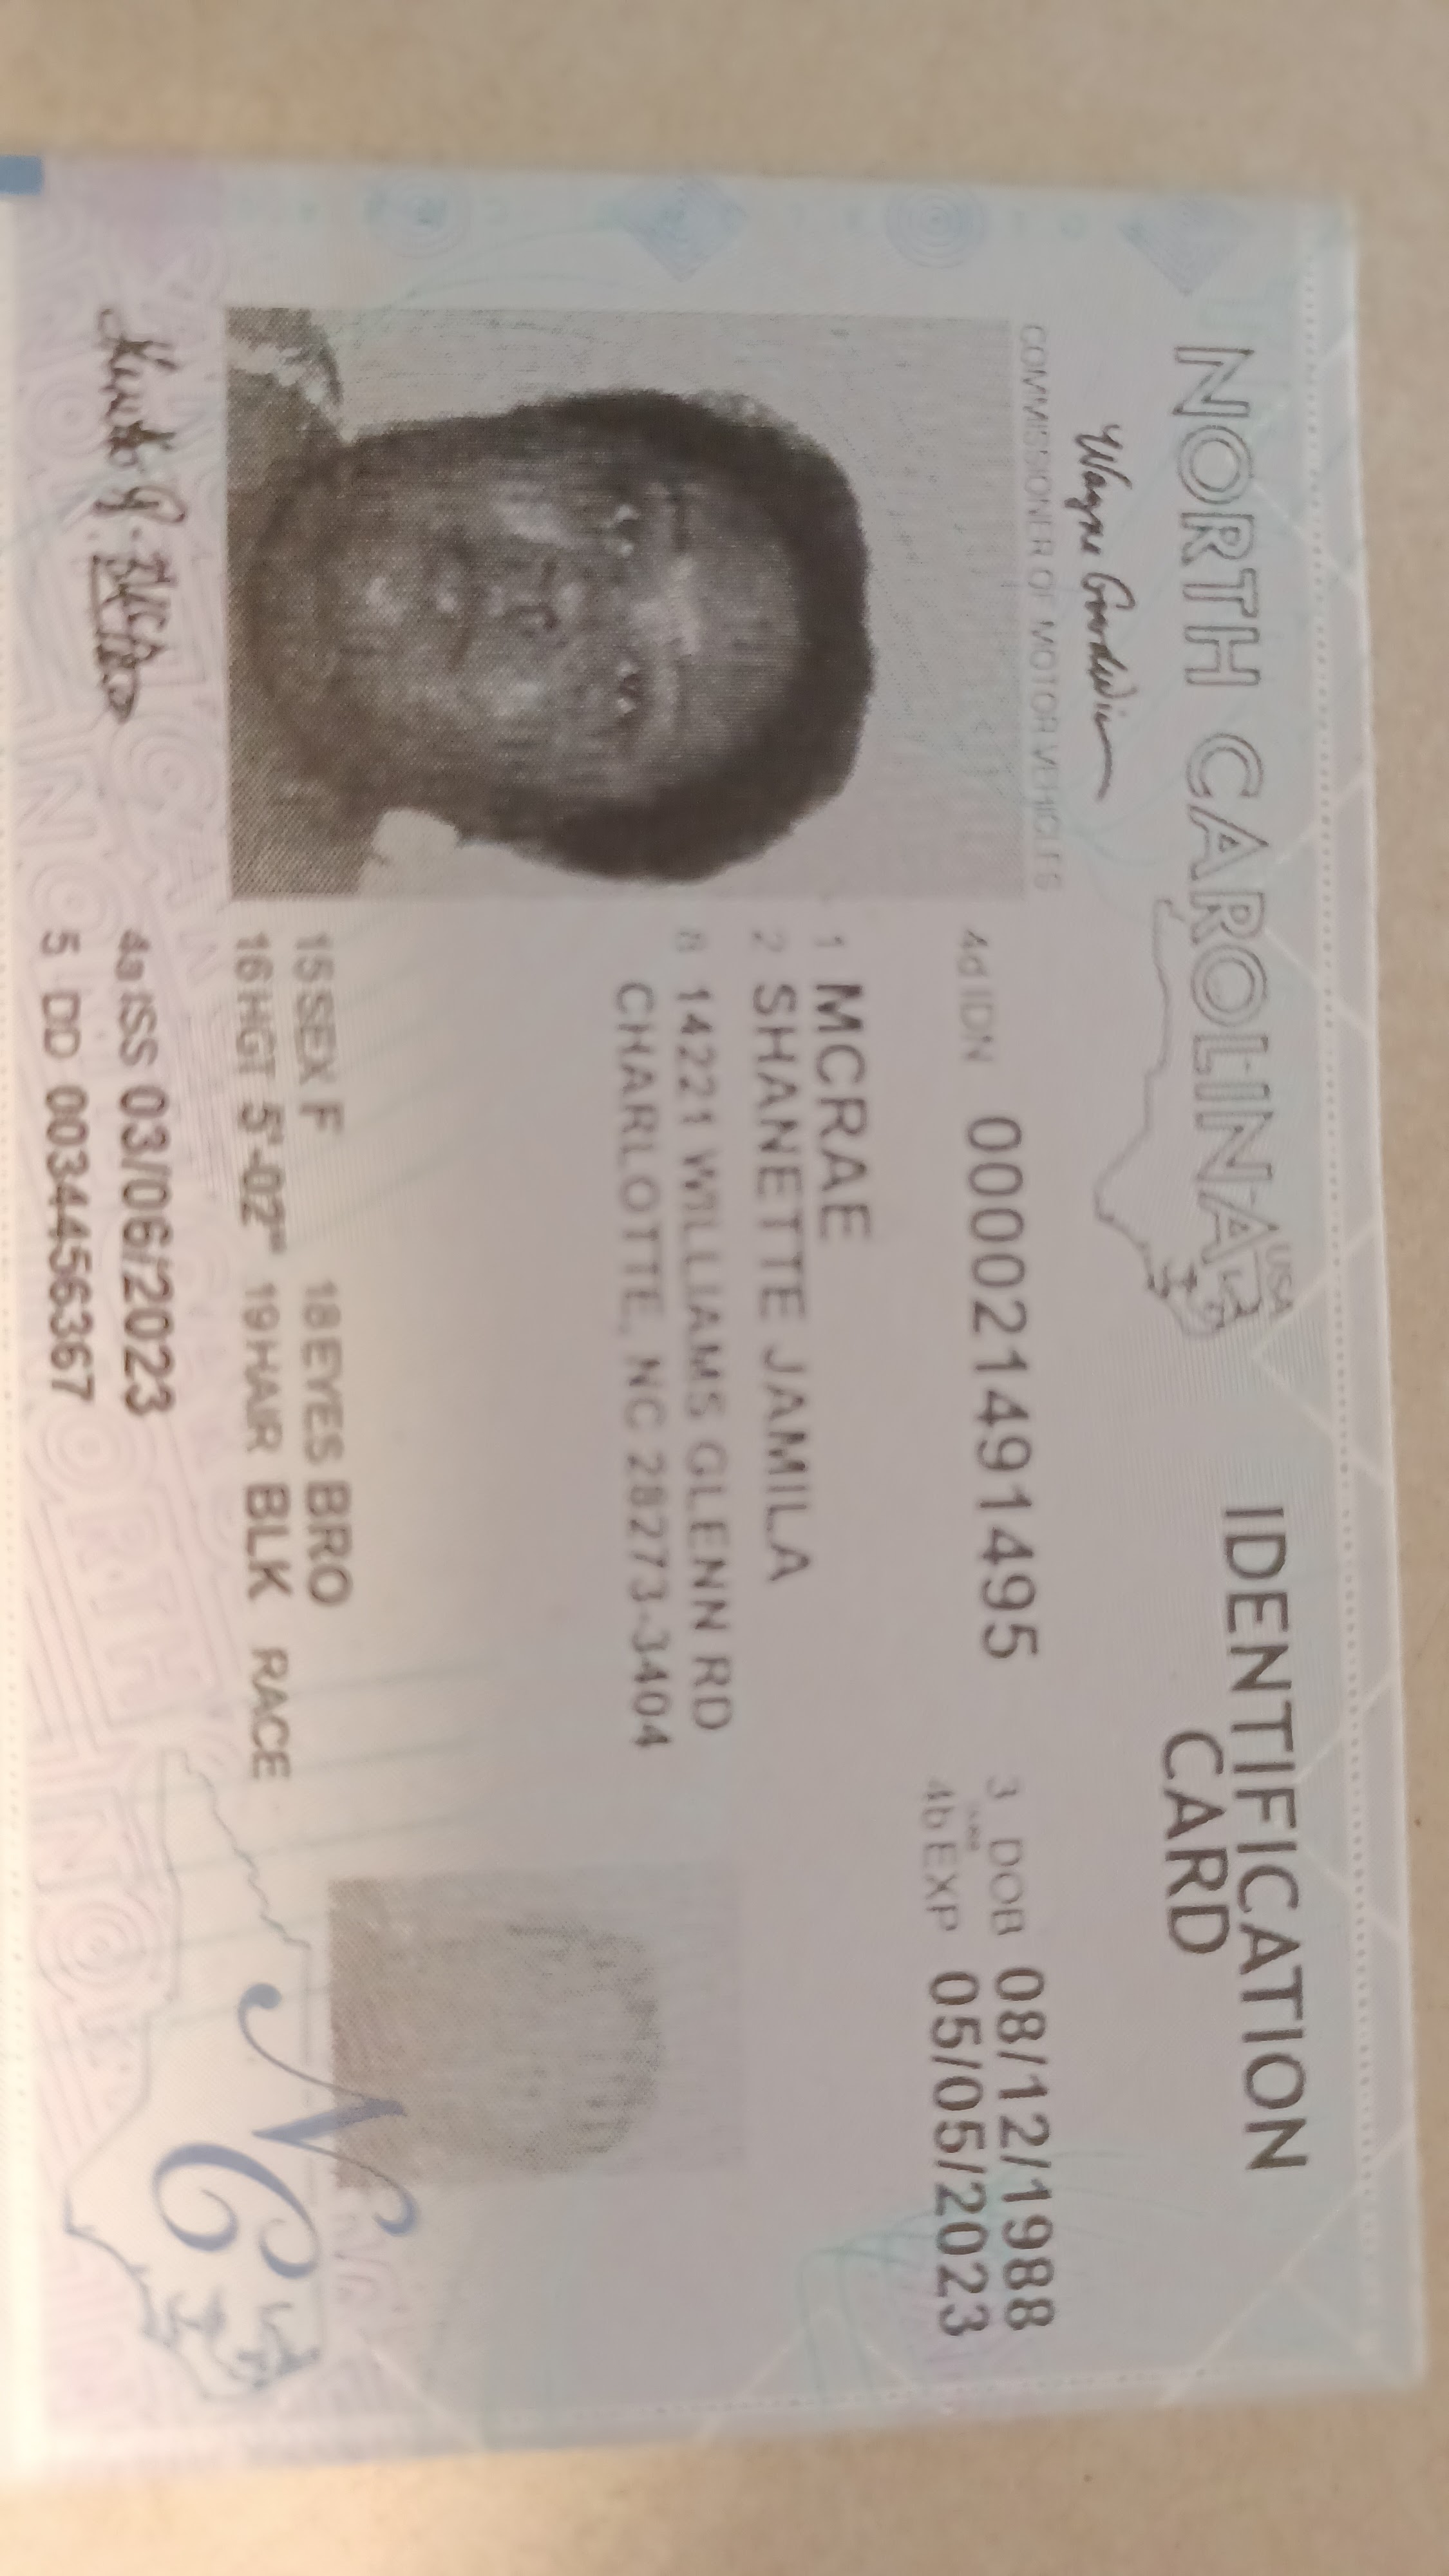 NORTH CAROLINA
USA
IDENTIFICATION
CARD
Wayne Goodwin
COMMISSIONER OF MOTOR VEHICLES
4d IDN 000021491495
3 DOB 08/12/1988
4b EXP 05/05/2023
1 MCRAE
2 SHANETTE JAMILA
8 14221 WILLIAMS GLENN RD
CHARLOTTE, NC 28273-3404
15 SEX F 18 EYES BRO
16 HGT 5'-02" 19 HAIR BLK RACE
4a ISS 03/06/2023
5 DD 0034456367
NC